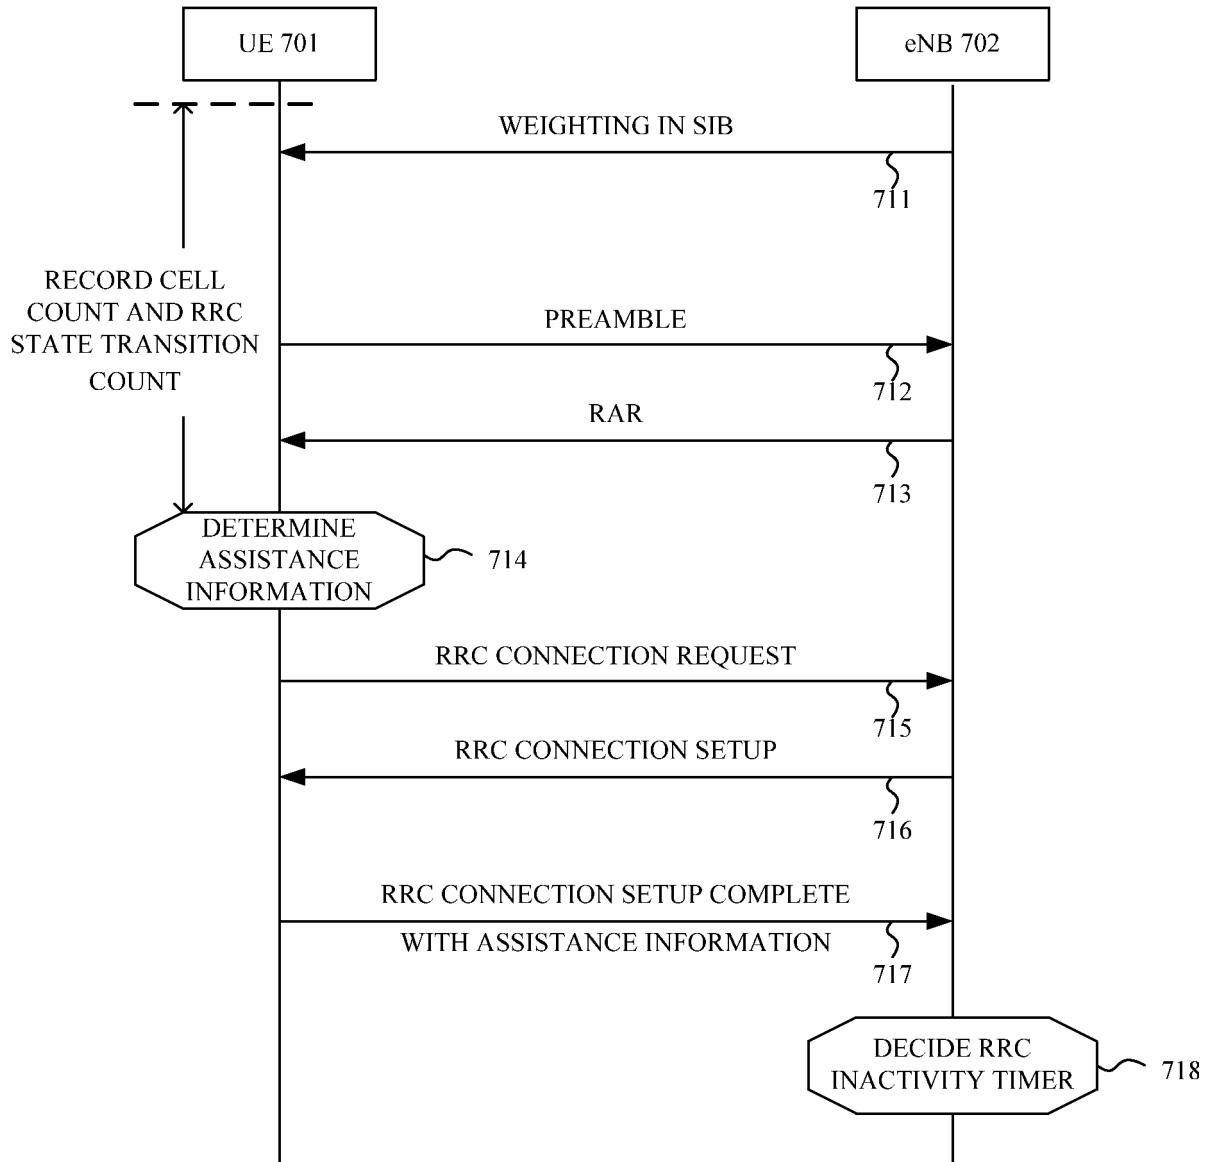 UE 701
eNB 702
WEIGHTING IN SIB
711
RECORD CELL
COUNT AND RRC
STATE TRANSITION
COUNT
PREAMBLE
712
RAR
713
DETERMINE
ASSISTANCE
INFORMATION
714
RRC CONNECTION REQUEST
715
RRC CONNECTION SETUP
716
RRC CONNECTION SETUP COMPLETE
WITH ASSISTANCE INFORMATION
717
DECIDE RRC
INACTIVITY TIMER
718